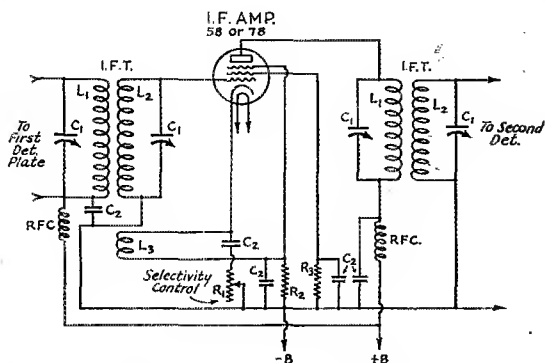 I.F. AMP.
58 or 78
I.F.T.
I.F.T.
L1
L2
L1
L2
C1
C1
C1
C1
To
First
Det.
Plate
To Second
Det.
RFC
C2
L3
C2
RFC.
Selectivity
Control
R1
C2
R2
R3
C2
-B
+B